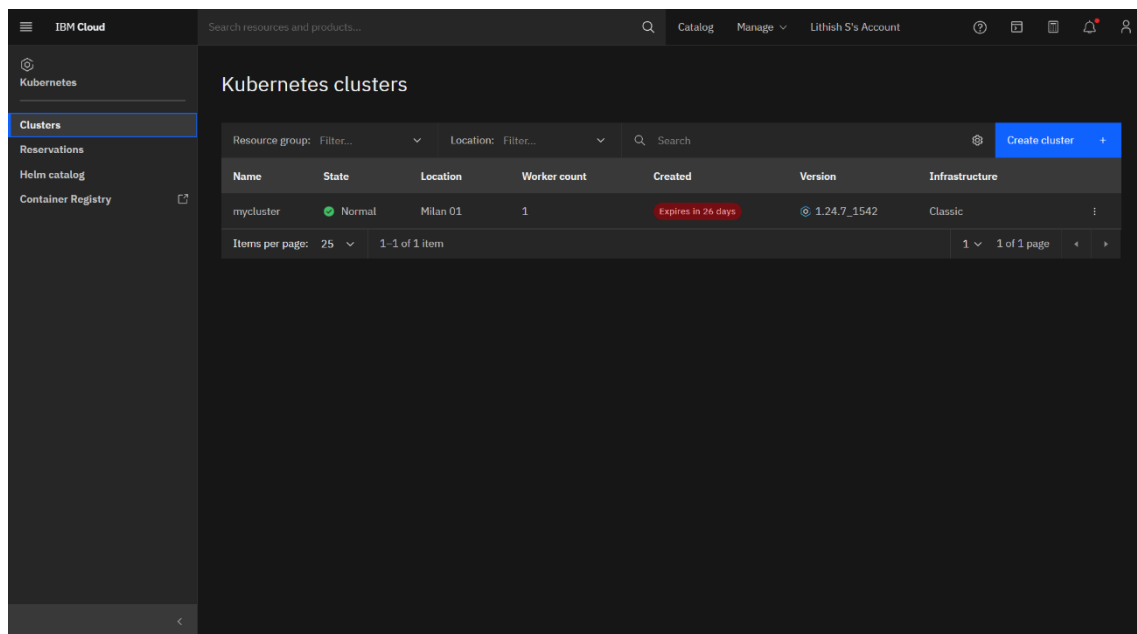 IBM Cloud
Search resources and products...
Catalog
Manage
Lithish S's Account
Kubernetes
Clusters
Reservations
Helm catalog
Container Registry
Kubernetes clusters
Resource group: Filter...
Location: Filter...
Search
Create cluster +
Name State Location Worker count Created Version Infrastructure
mycluster Normal Milan 01 1 Expires in 26 days 1.24.7_1542 Classic
Items per page: 25 1–1 of 1 item 1 1 of 1 page